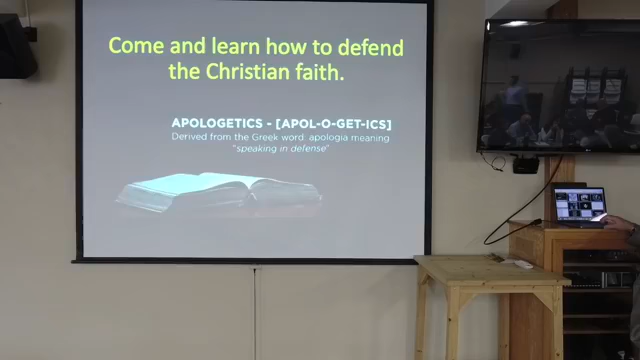 Come and learn how to defend
the Christian faith.
APOLOGETICS - [APOL-O-GET-ICS]
Derived from the Greek word: apologia meaning
"speaking in defense"